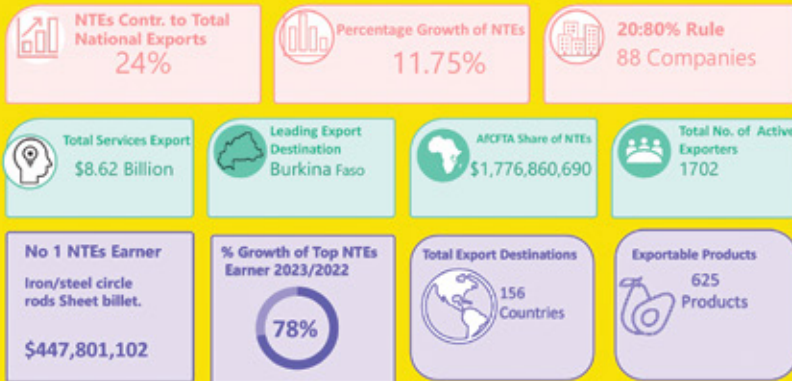 NTEs Contr. to Total
National Exports
24%
Percentage Growth of NTEs
11.75%
20:80% Rule
88 Companies
Total Services Export
$8.62 Billion
Leading Export
Destination
Burkina Faso
AfCFTA Share of NTEs
$1,776,860,690
Total No. of Active
Exporters
1702
No 1 NTEs Earner
Iron/steel circle
rods Sheet billet.
$447,801,102
% Growth of Top NTEs
Earner 2023/2022
78%
Total Export Destinations
156
Countries
Exportable Products
625
Products